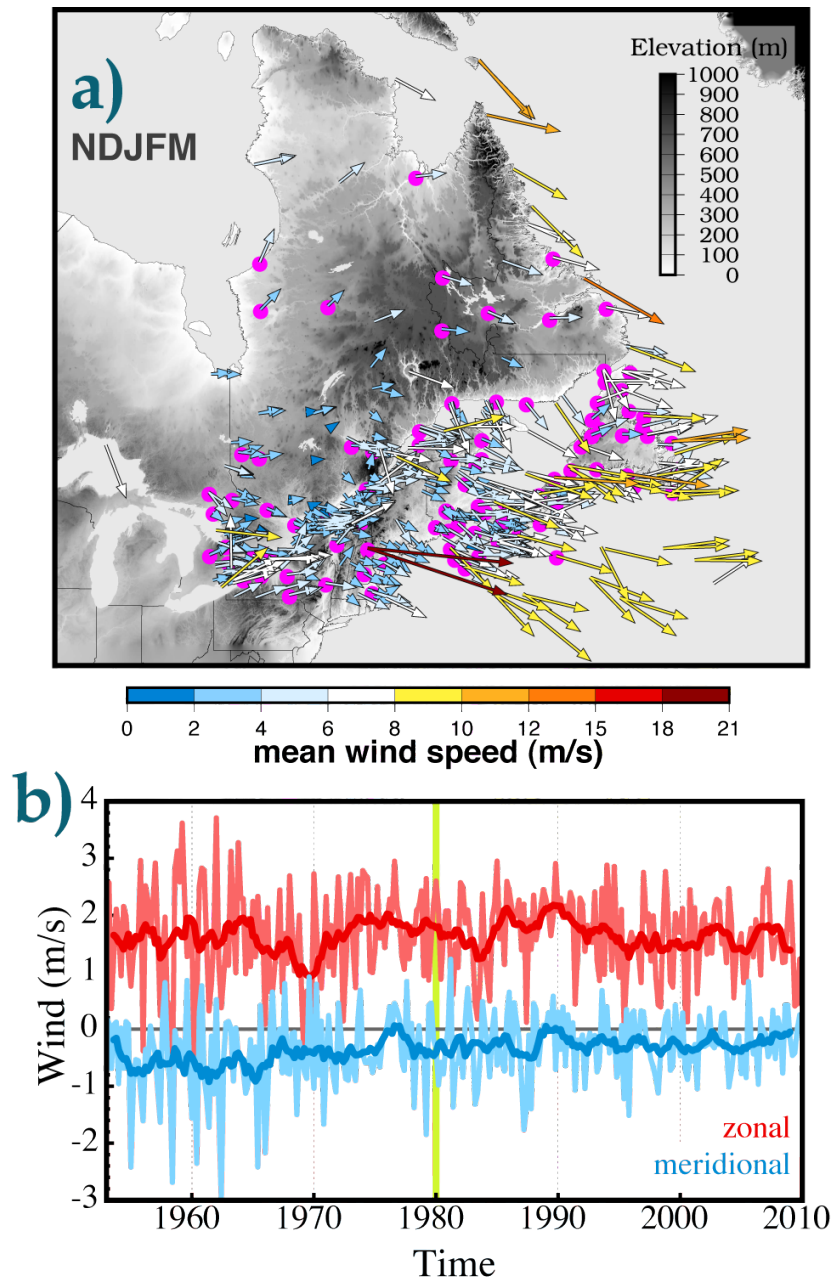 a)
NDJFM
Elevation (m)
1000
900
800
700
600
500
400
300
200
100
0
0 2 4 6 8 10 12 15 18 21
mean wind speed (m/s)
b)
4
3
2
1
0
-1
-2
-3
Wind (m/s)
zonal
meridional
1960 1970 1980 1990 2000 2010
Time